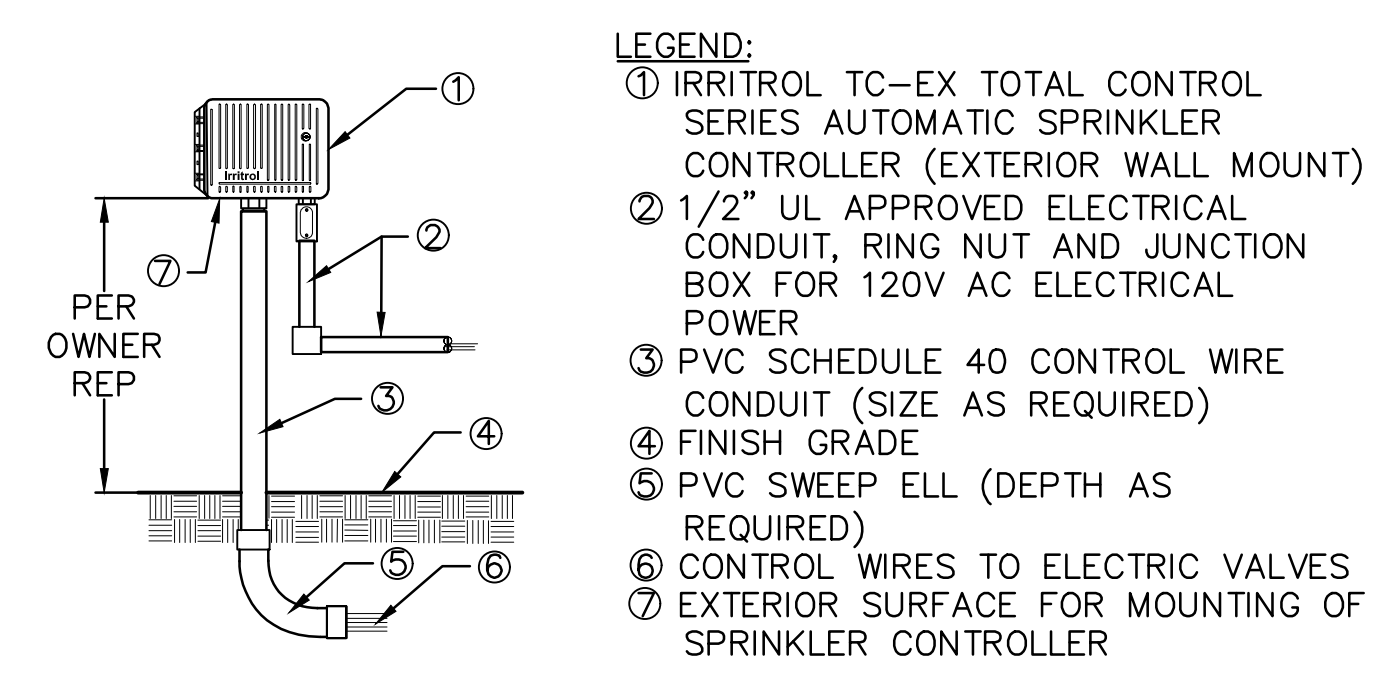 ①
Irritrol
②
⑦
PER
OWNER
REP
③
④
⑤
⑥
LEGEND:
① IRRITROL TC-EX TOTAL CONTROL
SERIES AUTOMATIC SPRINKLER
CONTROLLER (EXTERIOR WALL MOUNT)
② 1/2" UL APPROVED ELECTRICAL
CONDUIT, RING NUT AND JUNCTION
BOX FOR 120V AC ELECTRICAL
POWER
③ PVC SCHEDULE 40 CONTROL WIRE
CONDUIT (SIZE AS REQUIRED)
④ FINISH GRADE
⑤ PVC SWEEP ELL (DEPTH AS
REQUIRED)
⑥ CONTROL WIRES TO ELECTRIC VALVES
⑦ EXTERIOR SURFACE FOR MOUNTING OF
SPRINKLER CONTROLLER